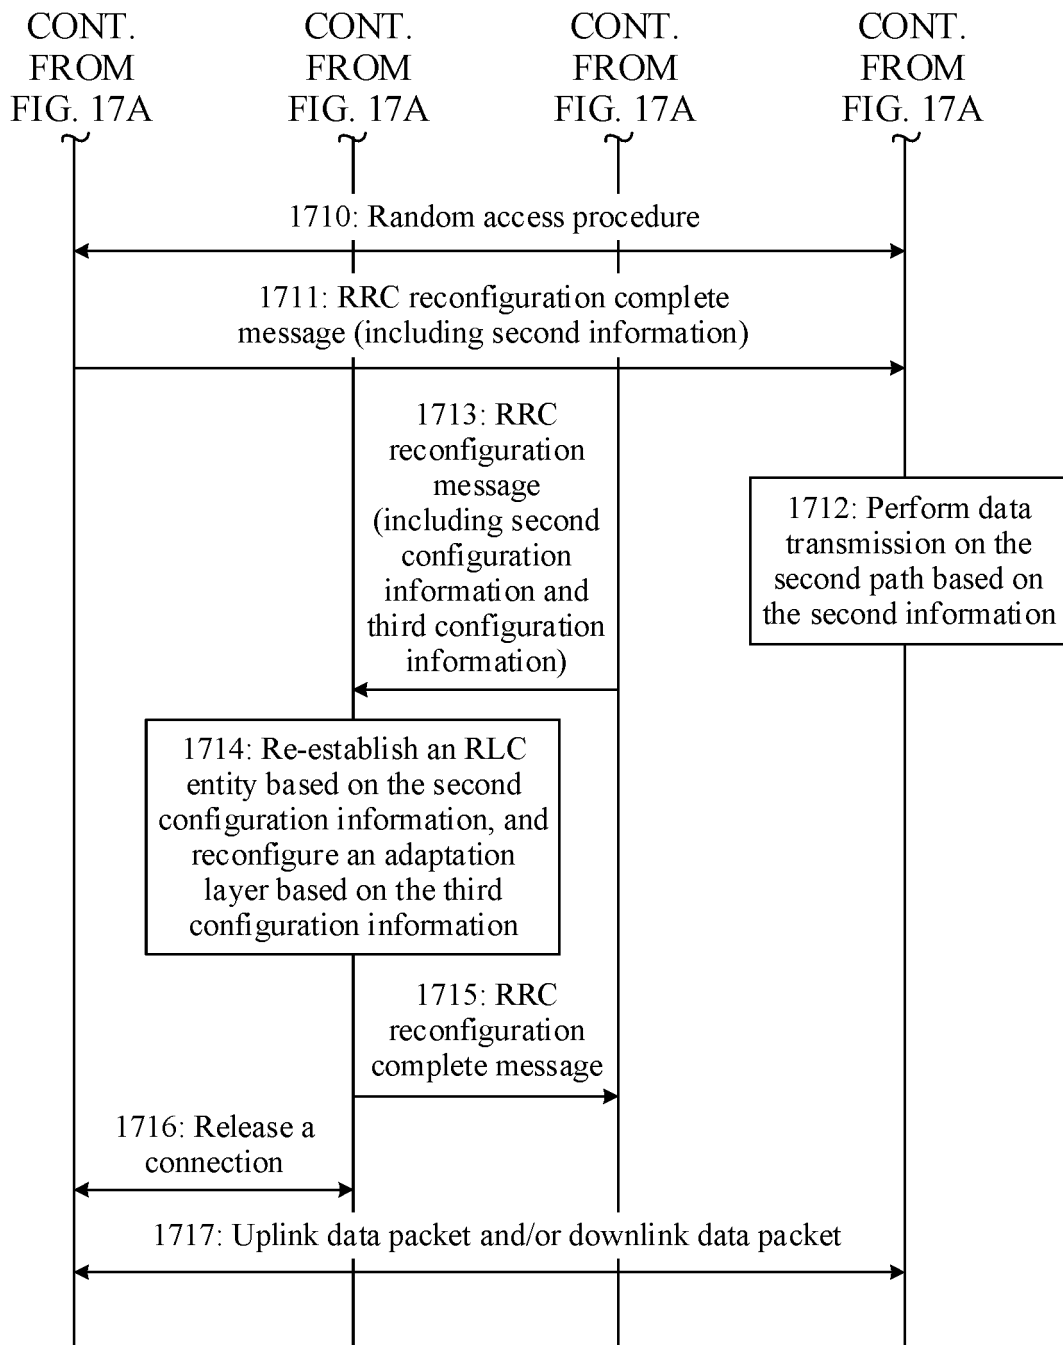 CONT.
FROM
FIG. 17A
CONT.
FROM
FIG. 17A
CONT.
FROM
FIG. 17A
CONT.
FROM
FIG. 17A
1710: Random access procedure
1711: RRC reconfiguration complete
message (including second information)
1713: RRC
reconfiguration
message
(including second
configuration
information and
third configuration
information)
1712: Perform data
transmission on the
second path based on
the second information
1714: Re-establish an RLC
entity based on the second
configuration information, and
reconfigure an adaptation
layer based on the third
configuration information
1715: RRC
reconfiguration
complete message
1716: Release a
connection
1717: Uplink data packet and/or downlink data packet